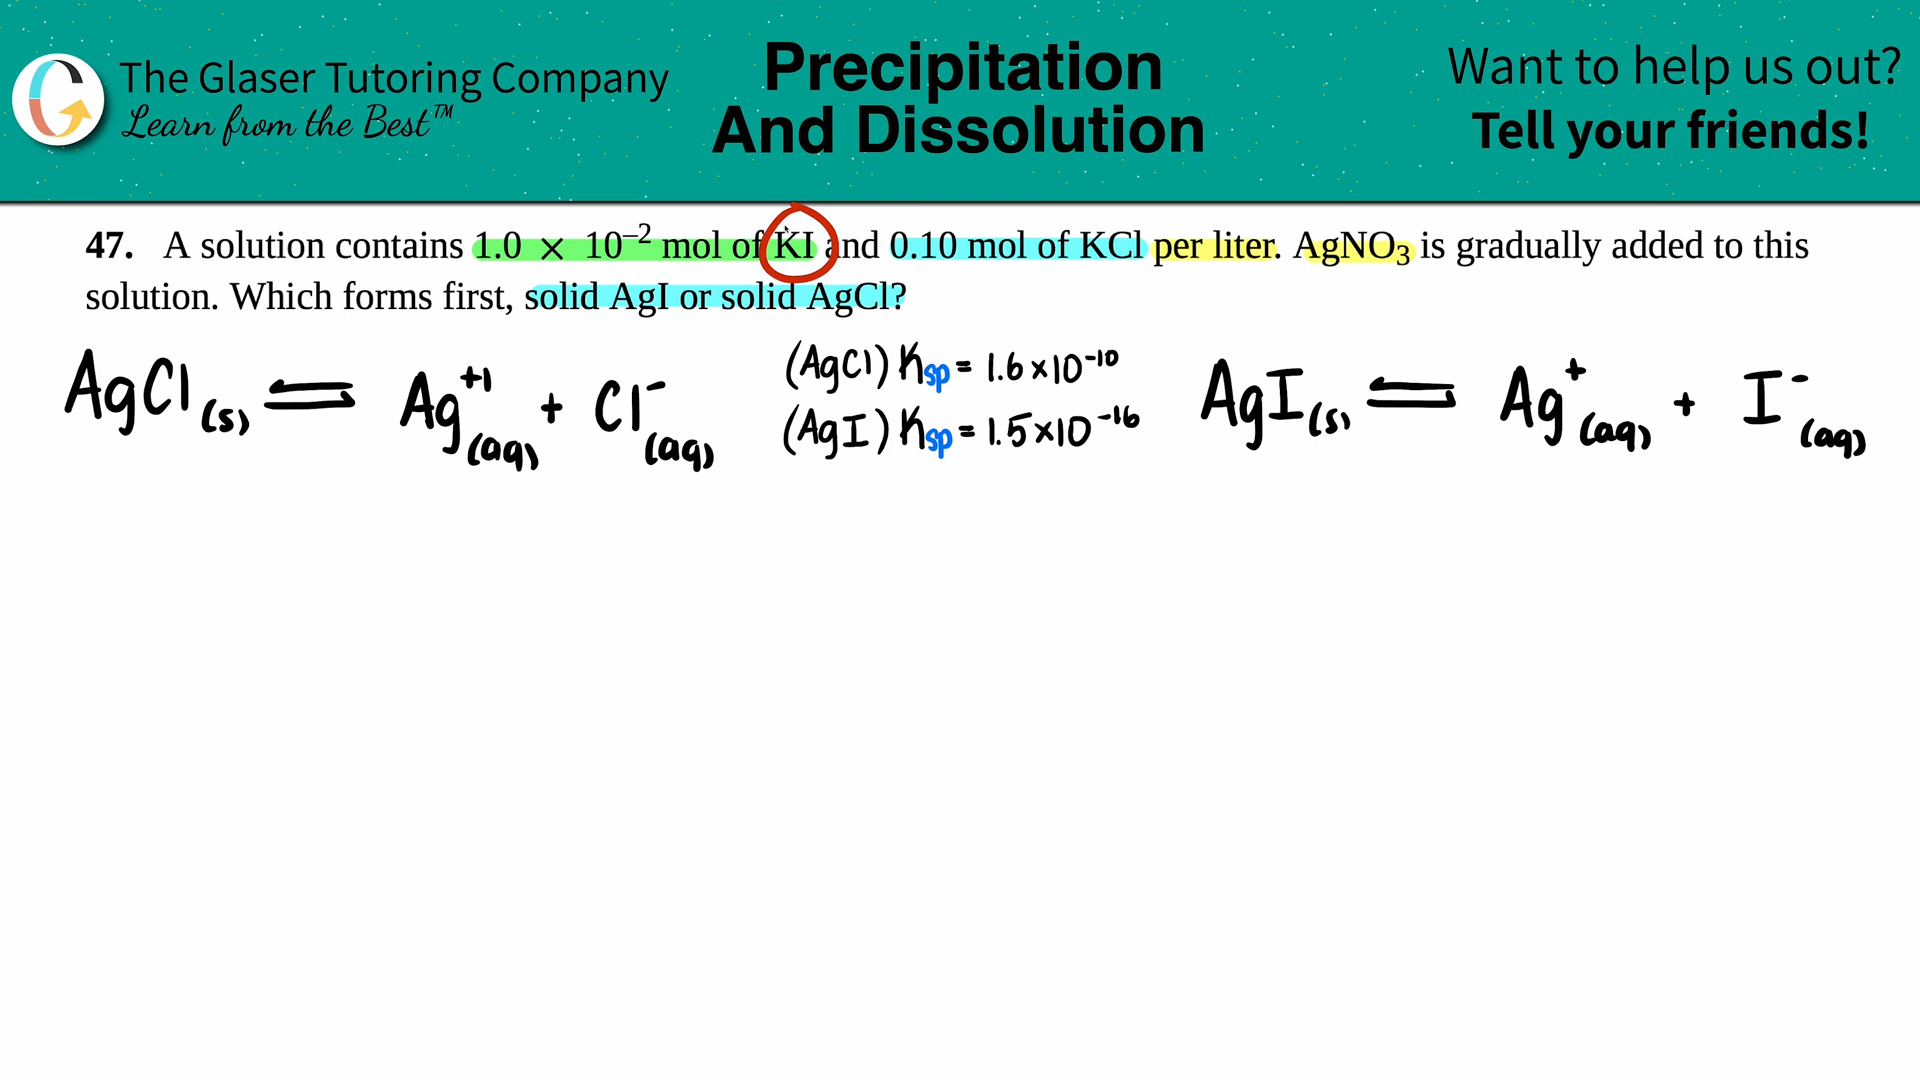 The Glaser Tutoring Company
Learn from the Best™
Precipitation
And Dissolution
Want to help us out?
Tell your friends!
47. A solution contains 1.0 × 10⁻² mol of KI and 0.10 mol of KCl per liter. AgNO₃ is gradually added to this
solution. Which forms first, solid AgI or solid AgCl?
AgCl(s) ⇌ Ag⁺¹(aq) + Cl⁻(aq)
(AgCl) Ksp = 1.6×10⁻¹⁰
(AgI) Ksp = 1.5×10⁻¹⁶
AgI(s) ⇌ Ag⁺(aq) + I⁻(aq)